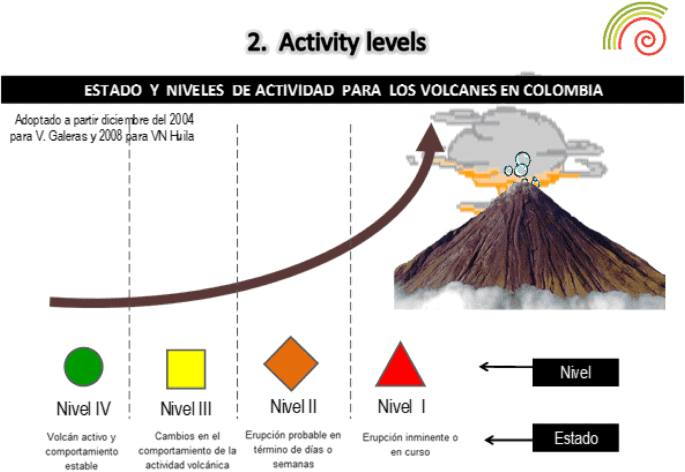 2. Activity levels
ESTADO Y NIVELES DE ACTIVIDAD PARA LOS VOLCANES EN COLOMBIA
Adoptado a partir diciembre del 2004
para V. Galeras y 2008 para VN Huila
Nivel IV
Nivel III
Nivel II
Nivel I
Nivel
Volcán activo y
comportamiento
estable
Cambios en el
comportamiento de la
actividad volcánica
Erupción probable en
término de días o
semanas
Erupción inminente o
en curso
Estado